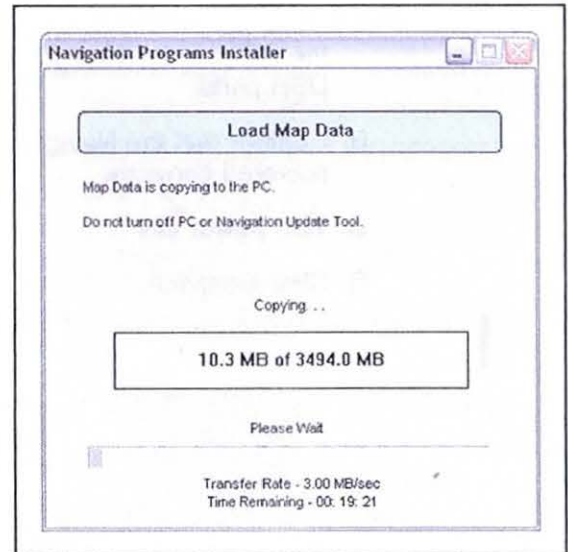 Navigation Programs Installer
Load Map Data
Map Data is copying to the PC.
Do not turn off PC or Navigation Update Tool.
Copying. . .
10.3 MB of 3494.0 MB
Please Wait
Transfer Rate - 3.00 MB/sec
Time Remaining - 00: 19: 21